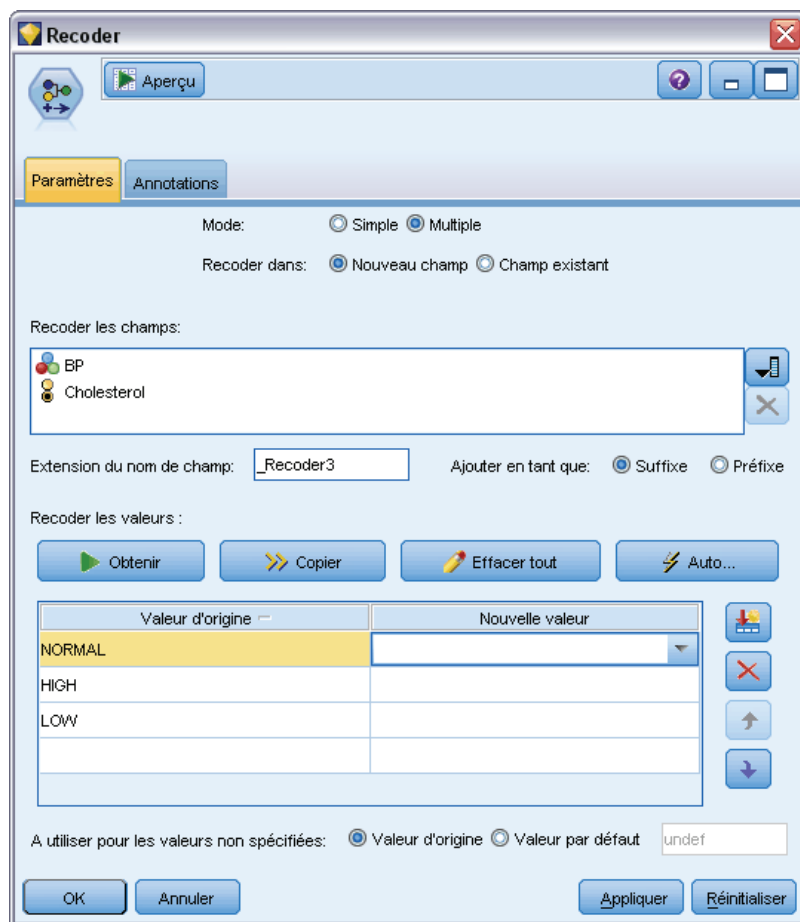 Recoder
Aperçu
Paramètres Annotations
Mode: Simple Multiple
Recoder dans: Nouveau champ Champ existant
Recoder les champs:
BP
Cholesterol
Extension du nom de champ: _Recoder3 Ajouter en tant que: Suffixe Préfixe
Recoder les valeurs :
Obtenir Copier Effacer tout Auto...
Valeur d'origine Nouvelle valeur
NORMAL
HIGH
LOW
A utiliser pour les valeurs non spécifiées: Valeur d'origine Valeur par défaut undef
OK Annuler Appliquer Réinitialiser